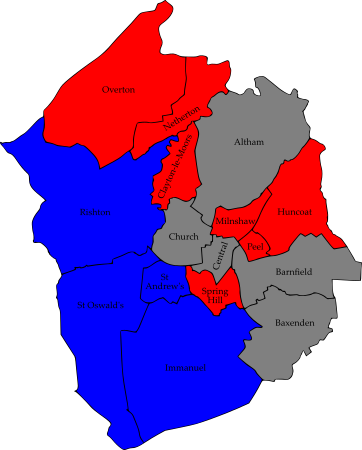 Overton
Netherton
Altham
Clayton-le-Moors
Rishton
Huncoat
Milnshaw
Church
Peel
Central
Barnfield
St
Andrew's
Spring
Hill
St Oswald's
Baxenden
Immanuel